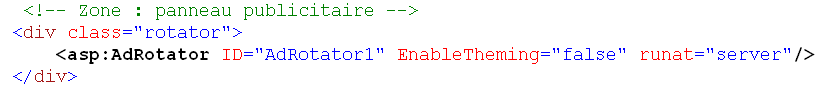 <!-- Zone : panneau publicitaire -->
<div class="rotator">
<asp:AdRotator ID="AdRotator1" EnableTheming="false" runat="server"/>
</div>